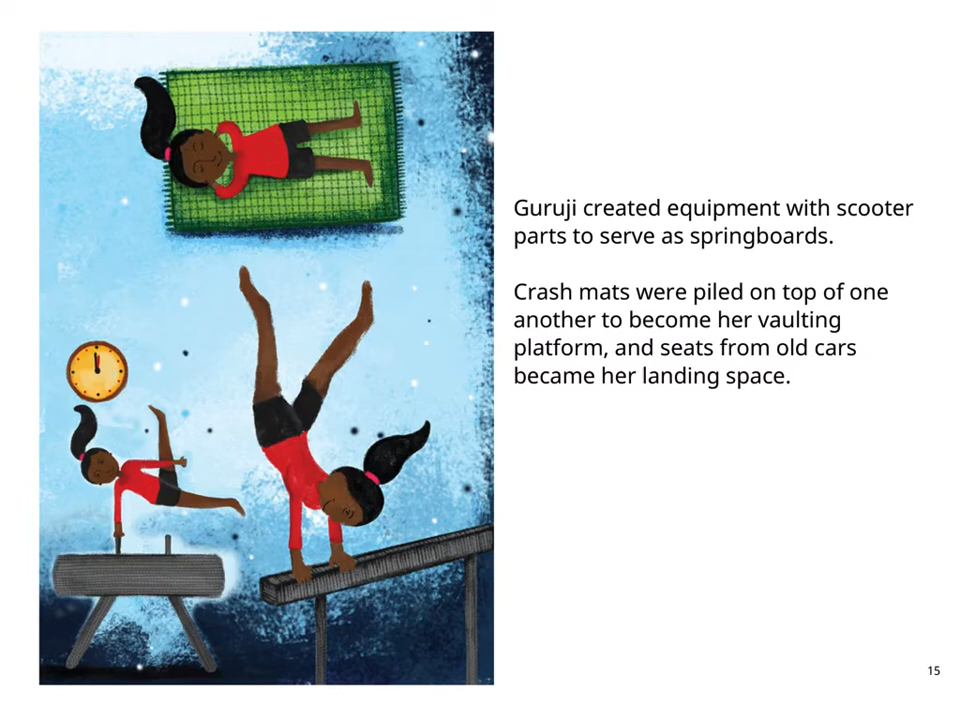 Guruji created equipment with scooter
parts to serve as springboards.
Crash mats were piled on top of one
another to become her vaulting
platform, and seats from old cars
became her landing space.
15